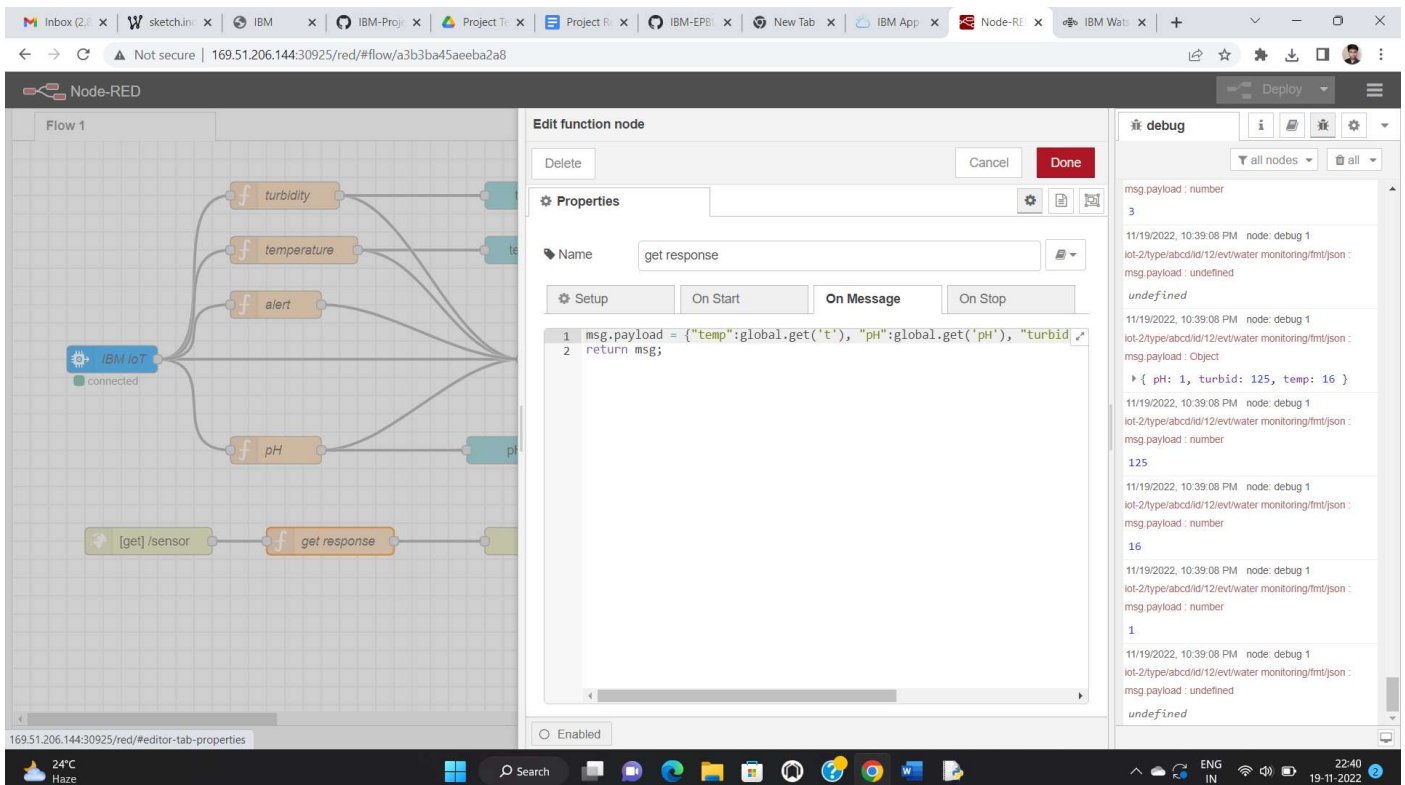 Inbox (2,8
sketch.inc
IBM
IBM-Proje
Project Te
Project Re
IBM-EPBL
New Tab
IBM App
Node-RE
IBM Wats
Not secure | 169.51.206.144:30925/red/#flow/a3b3ba45aeeba2a8
Node-RED
Deploy
Flow 1
turbidity
temperature
te
alert
IBM IoT
connected
pH
pH
[get] /sensor
get response
Edit function node
Delete
Cancel
Done
Properties
Name
get response
Setup
On Start
On Message
On Stop
1 msg.payload = {"temp":global.get('t'), "pH":global.get('pH'), "turbid
2 return msg;
Enabled
debug
i
all nodes
all
msg.payload : number
3
11/19/2022, 10:39:08 PM node: debug 1
iot-2/type/abcd/id/12/evt/water monitoring/fmt/json :
msg.payload : undefined
undefined
11/19/2022, 10:39:08 PM node: debug 1
iot-2/type/abcd/id/12/evt/water monitoring/fmt/json :
msg.payload : Object
{ pH: 1, turbid: 125, temp: 16 }
11/19/2022, 10:39:08 PM node: debug 1
iot-2/type/abcd/id/12/evt/water monitoring/fmt/json :
msg.payload : number
125
11/19/2022, 10:39:08 PM node: debug 1
iot-2/type/abcd/id/12/evt/water monitoring/fmt/json :
msg.payload : number
16
11/19/2022, 10:39:08 PM node: debug 1
iot-2/type/abcd/id/12/evt/water monitoring/fmt/json :
msg.payload : number
1
11/19/2022, 10:39:08 PM node: debug 1
iot-2/type/abcd/id/12/evt/water monitoring/fmt/json :
msg.payload : undefined
undefined
169.51.206.144:30925/red/#editor-tab-properties
24°C
Haze
Search
ENG
IN
22:40
19-11-2022
2